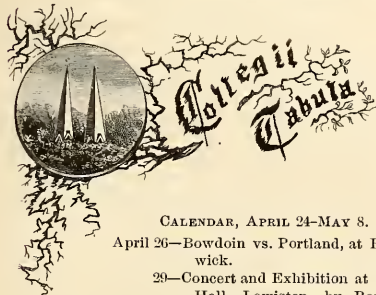 Collegii
Tabula
CALENDAR, APRIL 24-MAY 8.
April 26—Bowdoin vs. Portland, at
wick.
29—Concert and Exhibition at
Hall, Lewiston, by